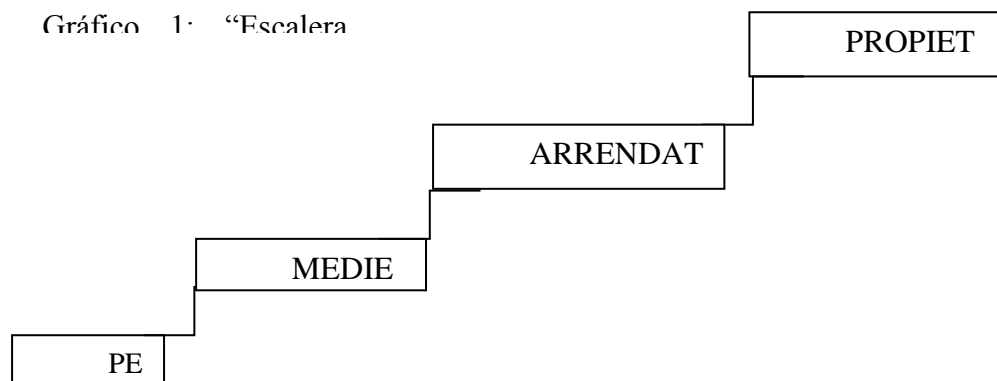 Gráfico 1: “Escalera
PROPIET
ARRENDAT
MEDIE
PE